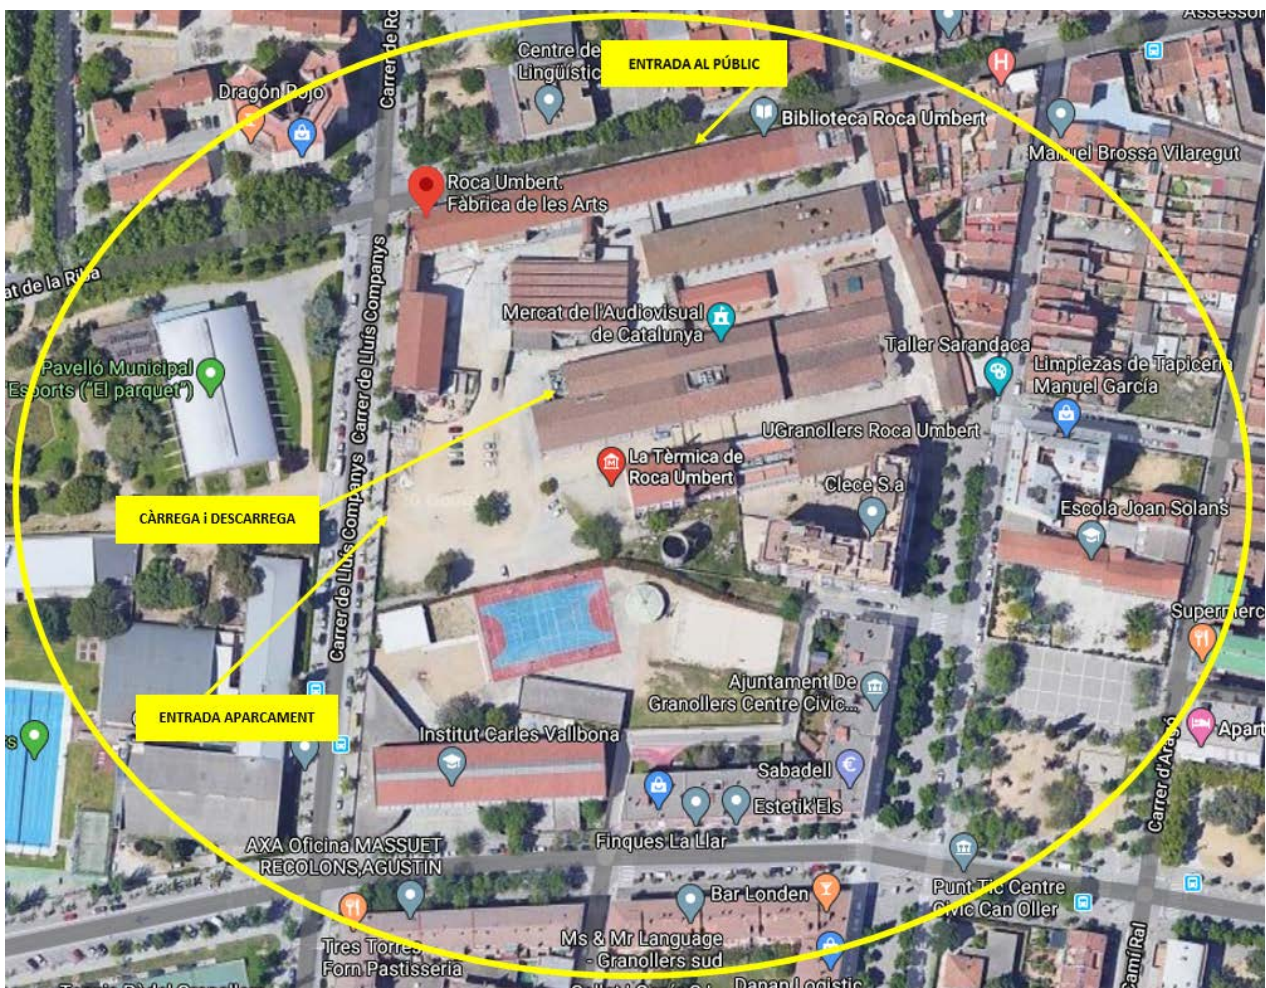 Assessor
Carrer de Ro
Centre de
Lingüístic
ENTRADA AL PÚBLIC
Dragón Rojo
Biblioteca Roca Umbert
Manuel Brossa Vilaregut
Roca Umbert.
Fàbrica de les Arts
at de la Riba
Carrer de Lluís Companys
Mercat de l'Audiovisual
de Catalunya
Taller Sarandaca
Limpiezas de Tapicería
Manuel García
Pavelló Municipal
Esports ("El parquet")
UGranollers Roca Umbert
La Tèrmica de
Roca Umbert
Clece S.a
CÀRREGA i DESCARREGA
Escola Joan Solans
Carrer de Lluís Companys
Supermerc
Ajuntament De
Granollers Centre Cívic...
ENTRADA APARCAMENT
Institut Carles Vallbona
Apart
Sabadell
Estetik'Els
Carrer d'Aragó
Finques La Llar
AXA Oficina MASSUET
RECOLONS,AGUSTIN
Bar Londen
Punt Tic Centre
Cívic Can Oller
Tres Torres
Forn Pastisseria
Ms & Mr Language
- Granollers sud
Camí Ral
Danan Logistic